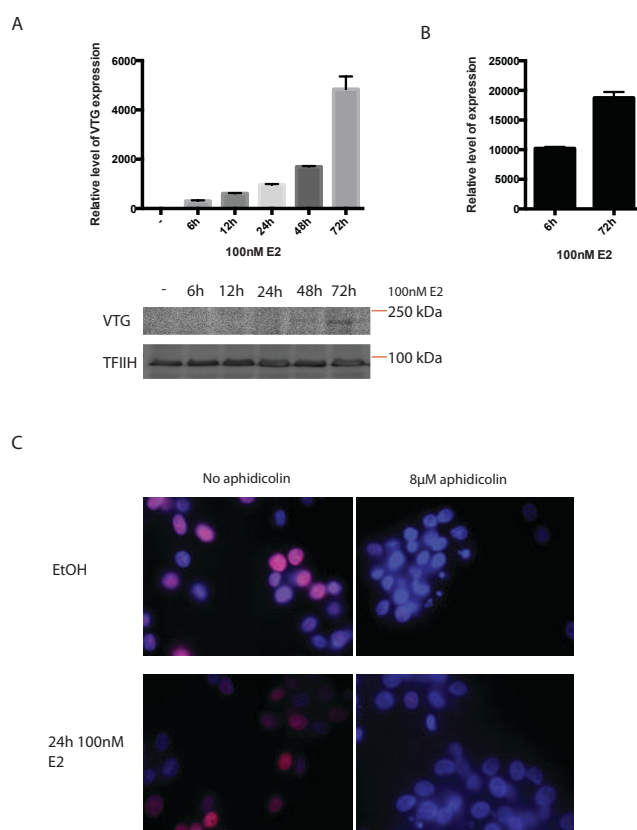 A
Relative level of VTG expression
6000
4000
2000
0
- 6h 12h 24h 48h 72h
100nM E2
B
Relative level of expression
25000
20000
15000
10000
5000
0
6h 72h
100nM E2
- 6h 12h 24h 48h 72h 100nM E2
VTG 250 kDa
TFIIH 100 kDa
C
No aphidicolin 8µM aphidicolin
EtOH
24h 100nM
E2